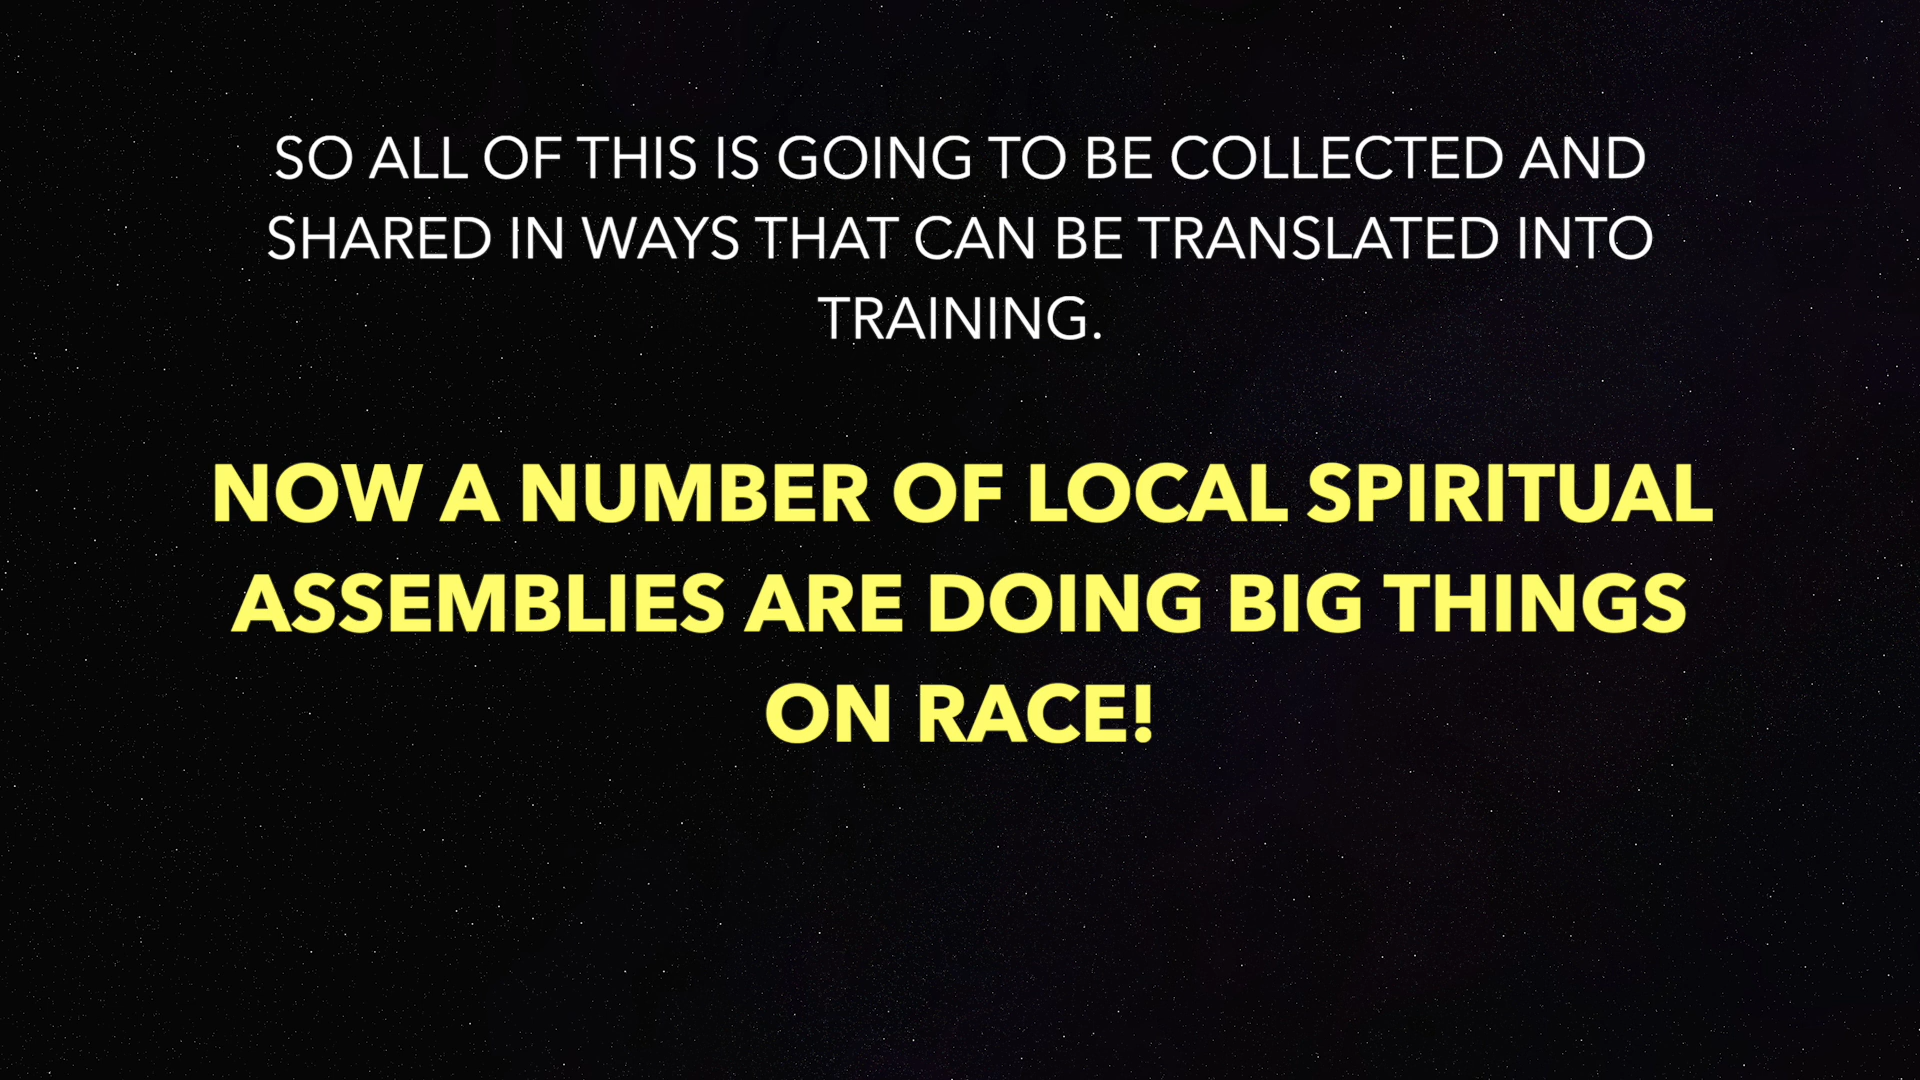 SO ALL OF THIS IS GOING TO BE COLLECTED AND
SHARED IN WAYS THAT CAN BE TRANSLATED INTO
TRAINING.
NOW A NUMBER OF LOCAL SPIRITUAL
ASSEMBLIES ARE DOING BIG THINGS
ON RACE!